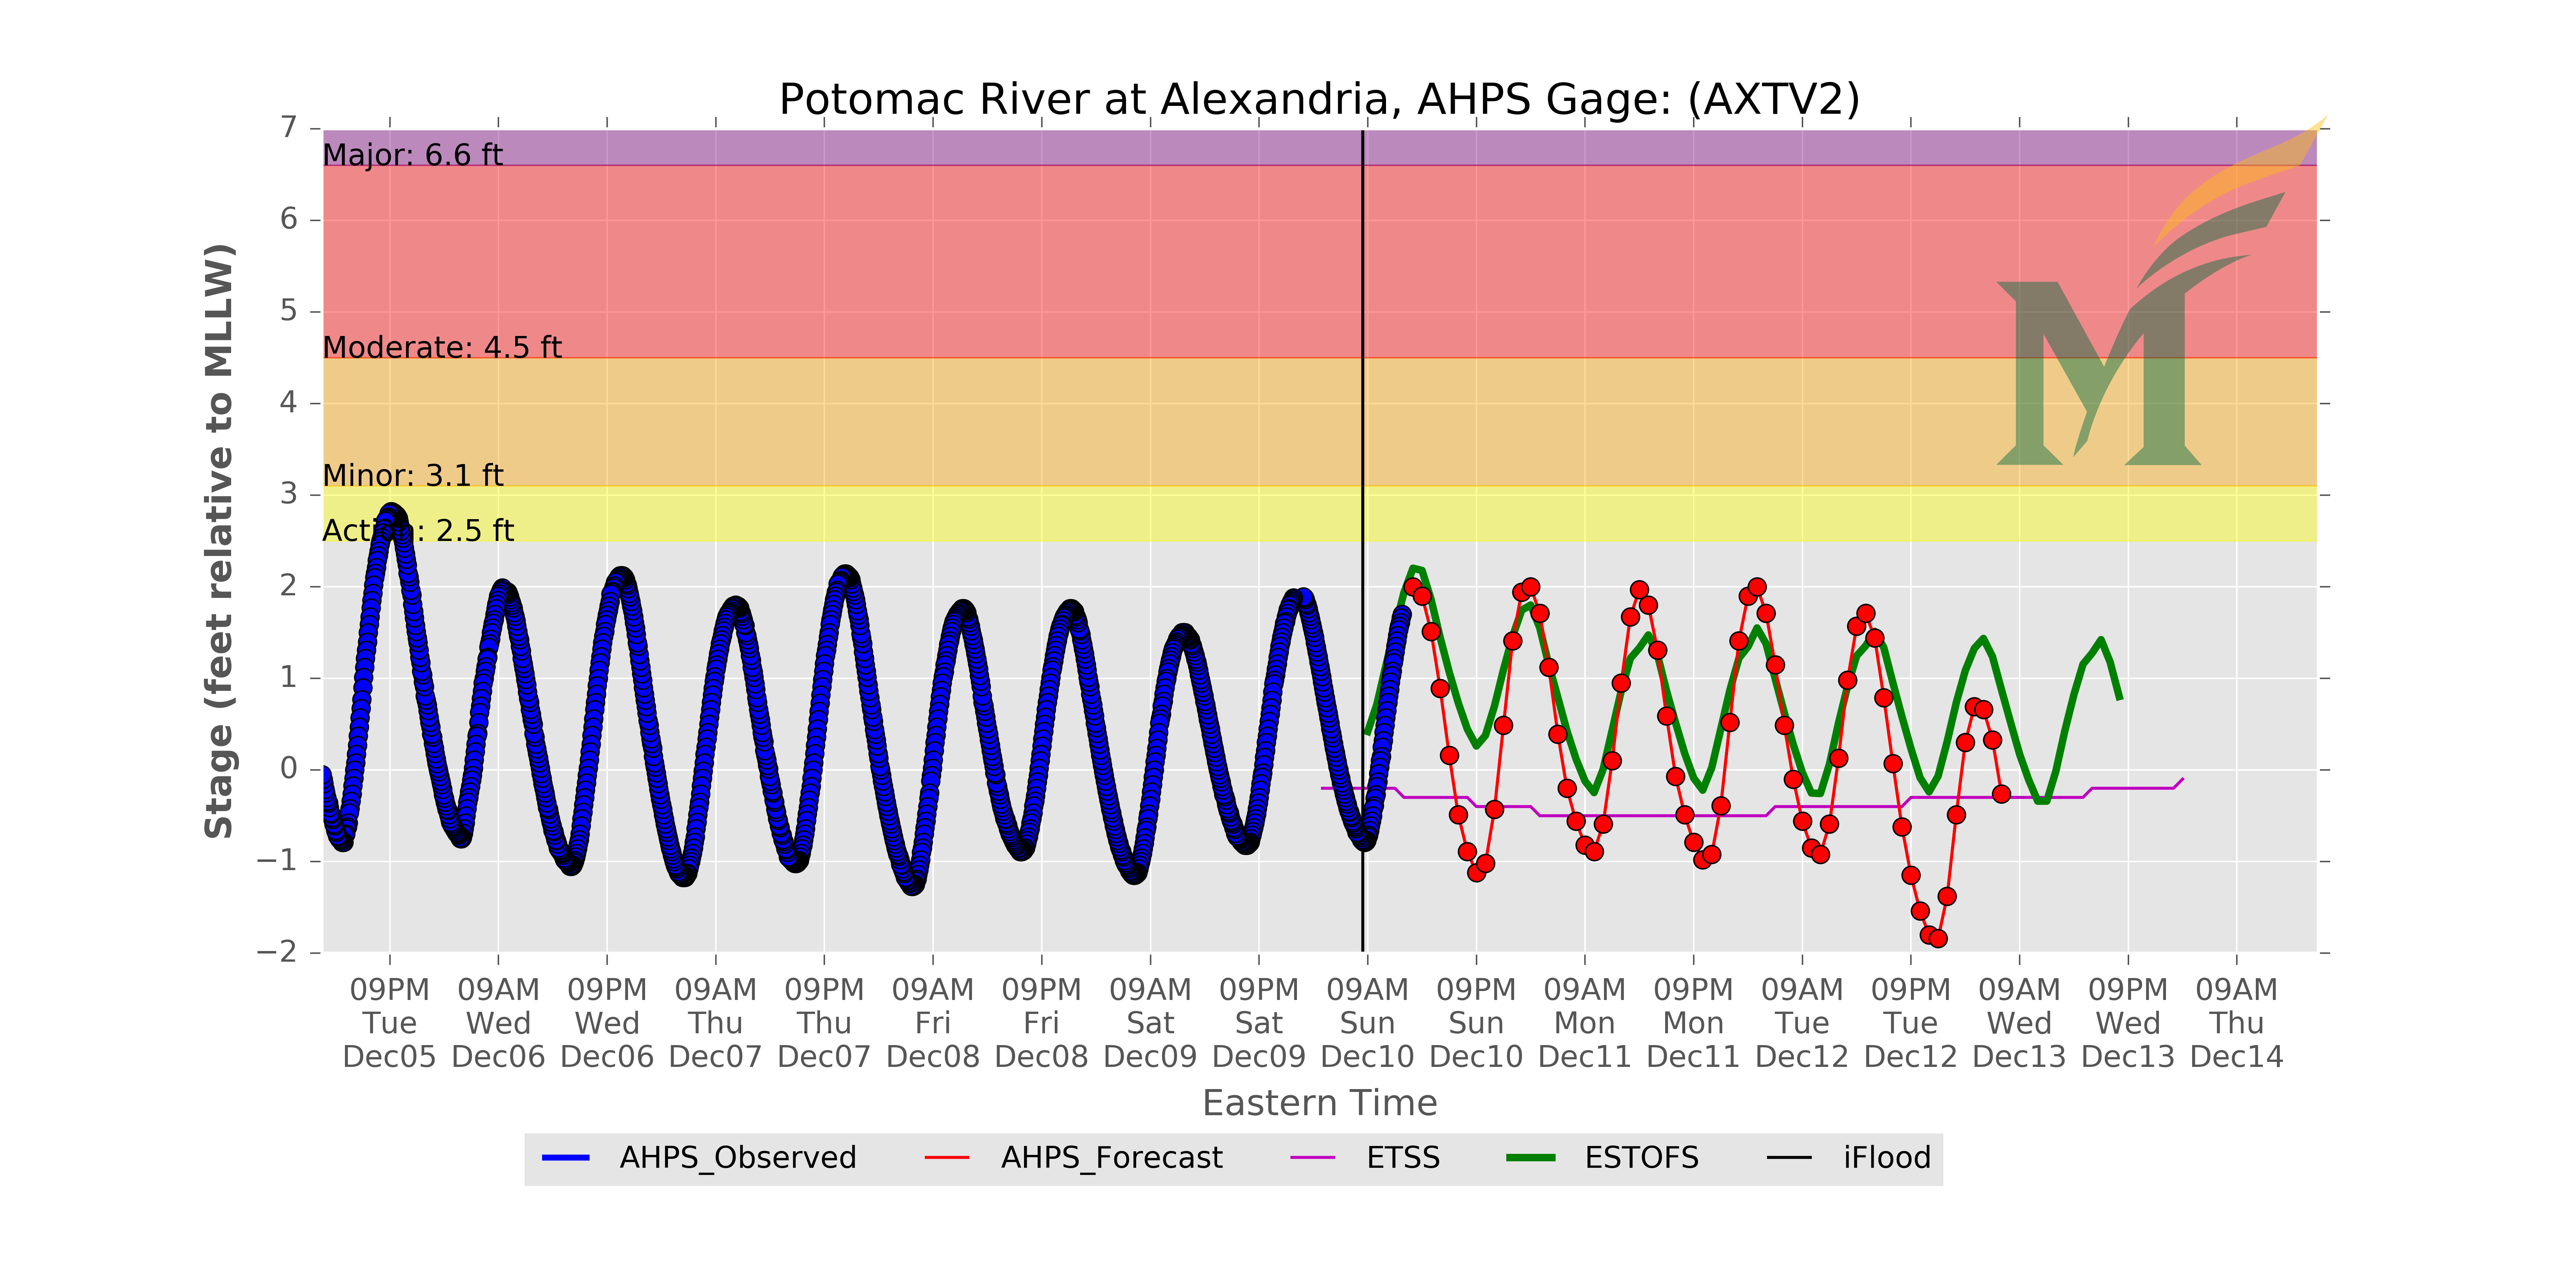 Potomac River at Alexandria, AHPS Gage: (AXTV2)
Stage (feet relative to MLLW)
7
6
5
4
3
2
1
0
−1
−2
Major: 6.6 ft
Moderate: 4.5 ft
Minor: 3.1 ft
Action: 2.5 ft
09PM 09AM 09PM 09AM 09PM 09AM 09PM 09AM 09PM 09AM 09PM 09AM 09PM 09AM 09PM 09AM 09PM 09AM
Tue Wed Wed Thu Thu Fri Fri Sat Sat Sun Sun Mon Mon Tue Tue Wed Wed Thu
Dec05 Dec06 Dec06 Dec07 Dec07 Dec08 Dec08 Dec09 Dec09 Dec10 Dec10 Dec11 Dec11 Dec12 Dec12 Dec13 Dec13 Dec14
Eastern Time
AHPS_Observed AHPS_Forecast ETSS ESTOFS iFlood
M